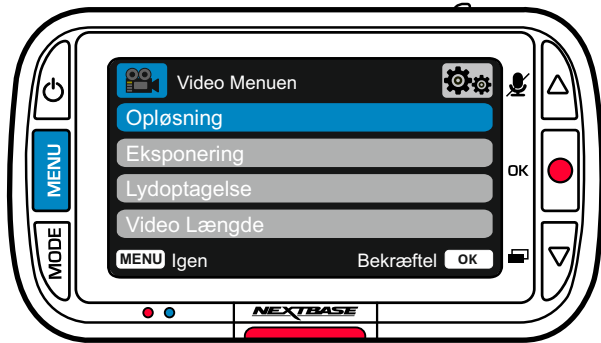 Video Menuen
Opløsning
Eksponering
Lydoptagelse
Video Længde
MENU Igen
Bekræftel OK
MENU
MODE
OK
NEXTBASE